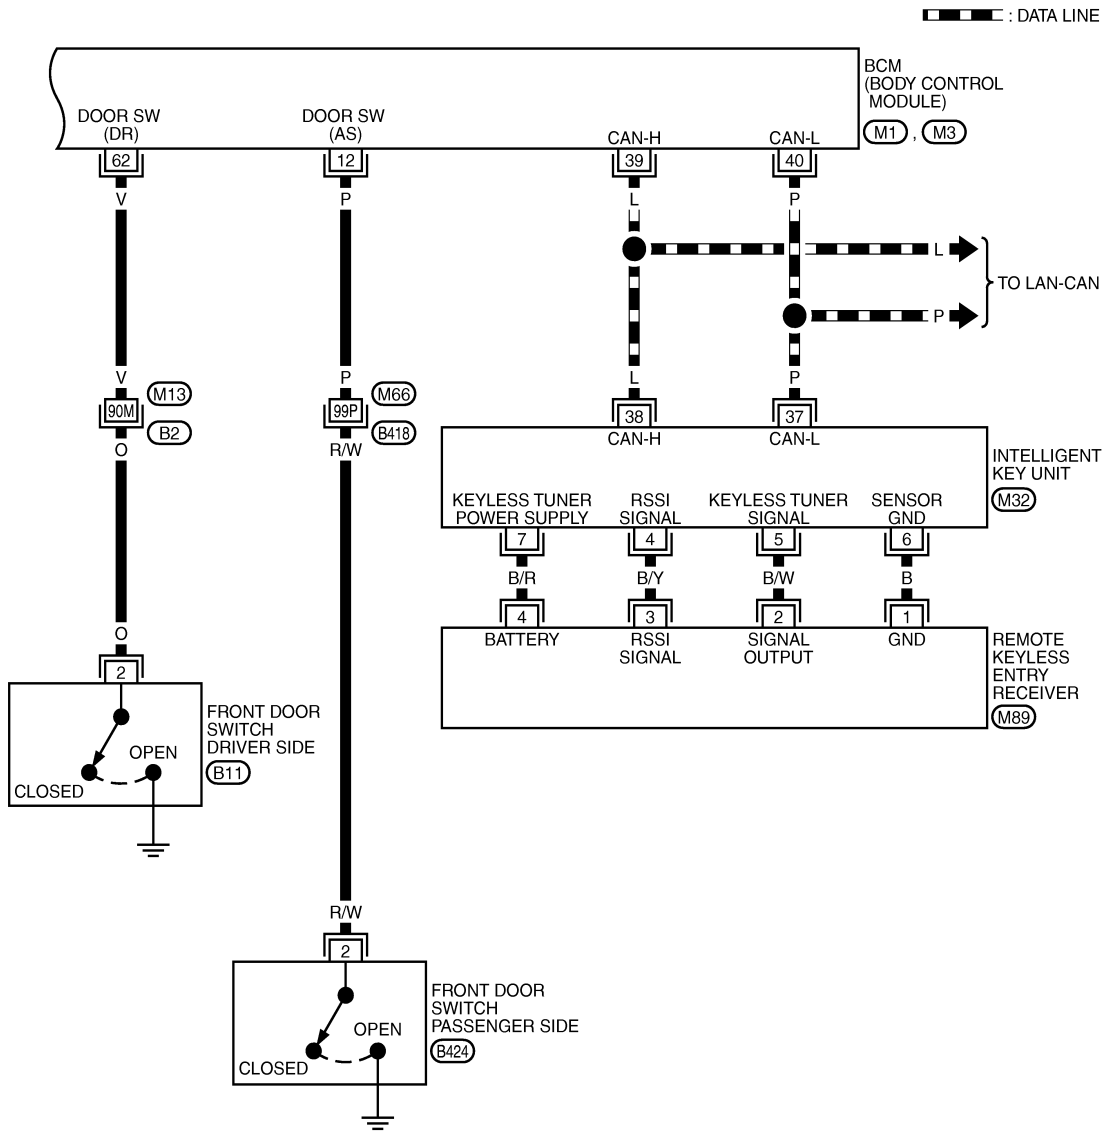 : DATA LINE
BCM
(BODY CONTROL
MODULE)
M1 , M3
DOOR SW
(DR)
DOOR SW
(AS)
CAN-H
CAN-L
62
12
39
40
V
P
L
P
L
TO LAN-CAN
P
V
P
L
P
90M
M13
B2
99P
M66
B418
38
37
O
R/W
CAN-H
CAN-L
INTELLIGENT
KEY UNIT
M32
KEYLESS TUNER
POWER SUPPLY
RSSI
SIGNAL
KEYLESS TUNER
SIGNAL
SENSOR
GND
7
4
5
6
B/R
B/Y
B/W
B
4
3
2
1
BATTERY
RSSI
SIGNAL
SIGNAL
OUTPUT
GND
REMOTE
KEYLESS
ENTRY
RECEIVER
M89
O
2
FRONT DOOR
SWITCH
DRIVER SIDE
B11
OPEN
CLOSED
R/W
2
FRONT DOOR
SWITCH
PASSENGER SIDE
B424
OPEN
CLOSED